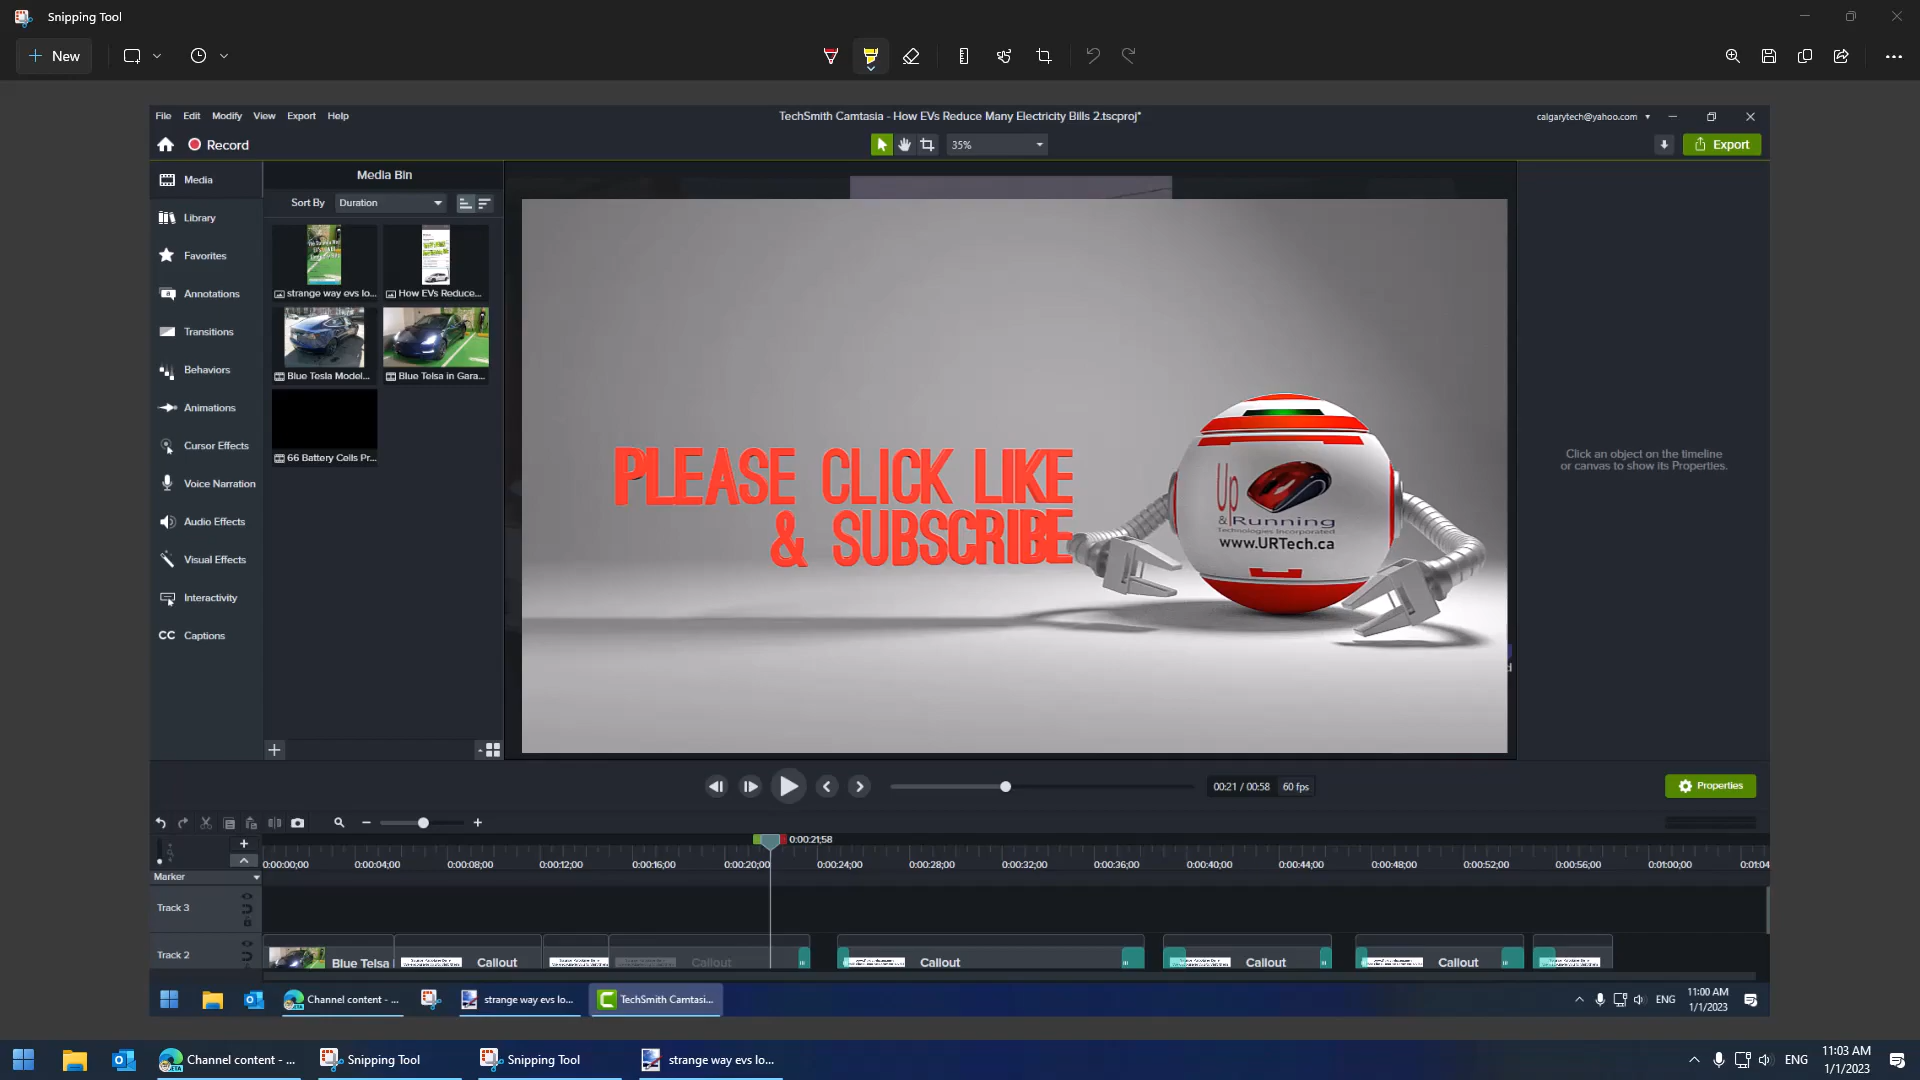 Snipping Tool
New
File Edit Modify View Export Help
TechSmith Camtasia - How EVs Reduce Many Electricity Bills 2.tscproj*
calgarytech@yahoo.com
Record
35%
Export
Media
Library
Favorites
Annotations
Transitions
Behaviors
Animations
Cursor Effects
Voice Narration
Audio Effects
Visual Effects
Interactivity
CC Captions
Media Bin
Sort By Duration
strange way evs lo...
How EVs Reduce...
Blue Tesla Model...
Blue Telsa in Gara...
66 Battery Cells Pr...
PLEASE CLICK LIKE
& SUBSCRIBE
Up
& Running
Technologies Incorporated
www.URTech.ca
Click an object on the timeline
or canvas to show its Properties.
00:21 / 00:58 60 fps
Properties
0:00:21;58
0:00:00;00 0:00:04;00 0:00:08;00 0:00:12;00 0:00:16;00 0:00:20;00 0:00:24;00 0:00:28;00 0:00:32;00 0:00:36;00 0:00:40;00 0:00:44;00 0:00:48;00 0:00:52;00 0:00:56;00 0:01:00;00 0:01:04
Marker
Track 3
Track 2
Blue Telsa Callout Callout Callout Callout Callout
Channel content - ...
strange way evs lo...
TechSmith Camtasi...
ENG
11:00 AM
1/1/2023
Channel content - ...
Snipping Tool
Snipping Tool
strange way evs lo...
ENG
11:03 AM
1/1/2023